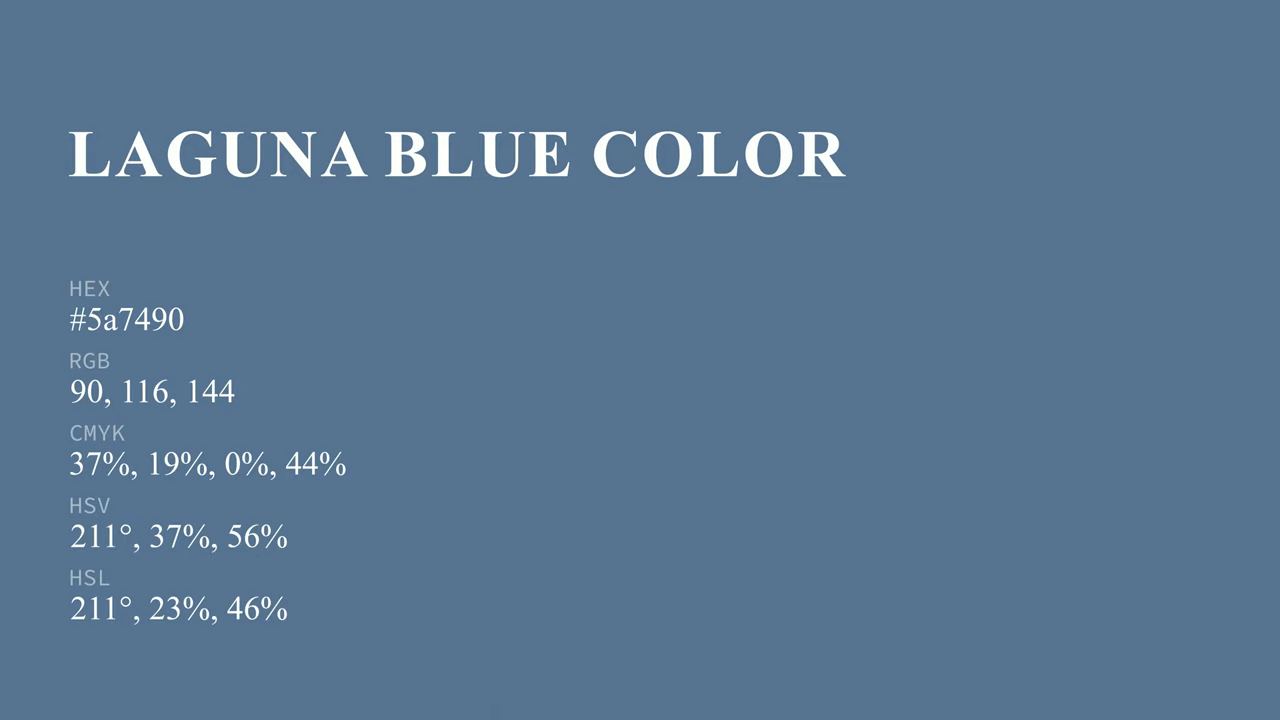 LAGUNA BLUE COLOR
HEX
#5a7490
RGB
90, 116, 144
CMYK
37%, 19%, 0%, 44%
HSV
211°, 37%, 56%
HSL
211°, 23%, 46%